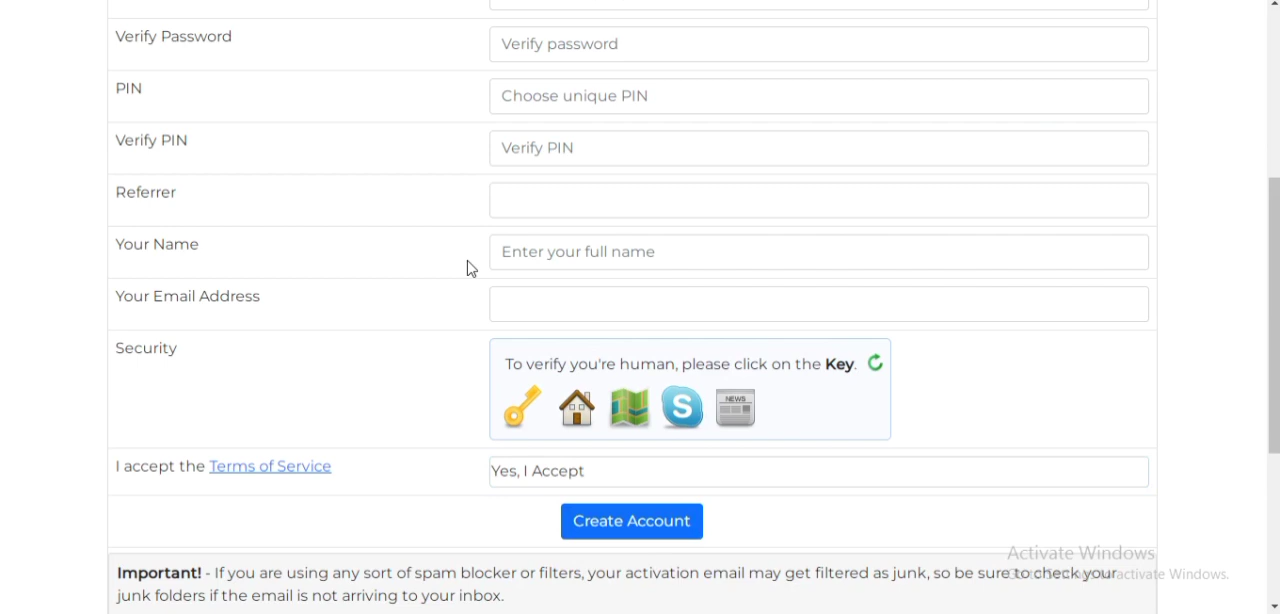 Verify Password
Verify password
PIN
Choose unique PIN
Verify PIN
Verify PIN
Referrer
Your Name
Enter your full name
Your Email Address
Security
To verify you're human, please click on the Key.
S
NEWS
I accept the Terms of Service
Yes, I Accept
Create Account
Activate Windows
Important! - If you are using any sort of spam blocker or filters, your activation email may get filtered as junk, so be sure to check your
activate Windows.
junk folders if the email is not arriving to your inbox.